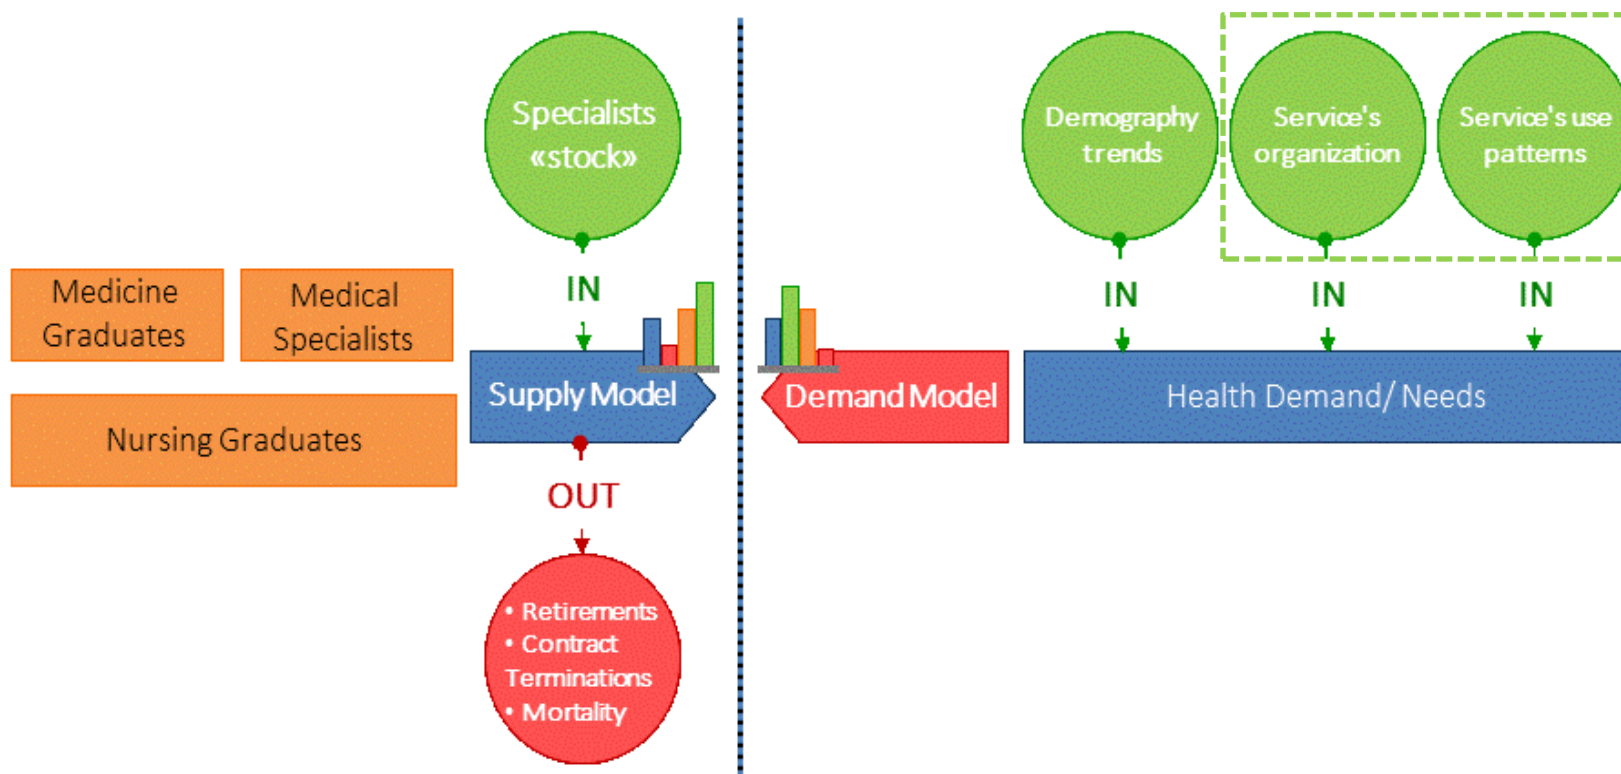 Specialists
«stock»
Demography
trends
Service's
organization
Service's use
patterns
IN
IN
IN
IN
Medicine
Graduates
Medical
Specialists
Supply Model
Demand Model
Health Demand/ Needs
Nursing Graduates
OUT
• Retirements
• Contract
Terminations
• Mortality